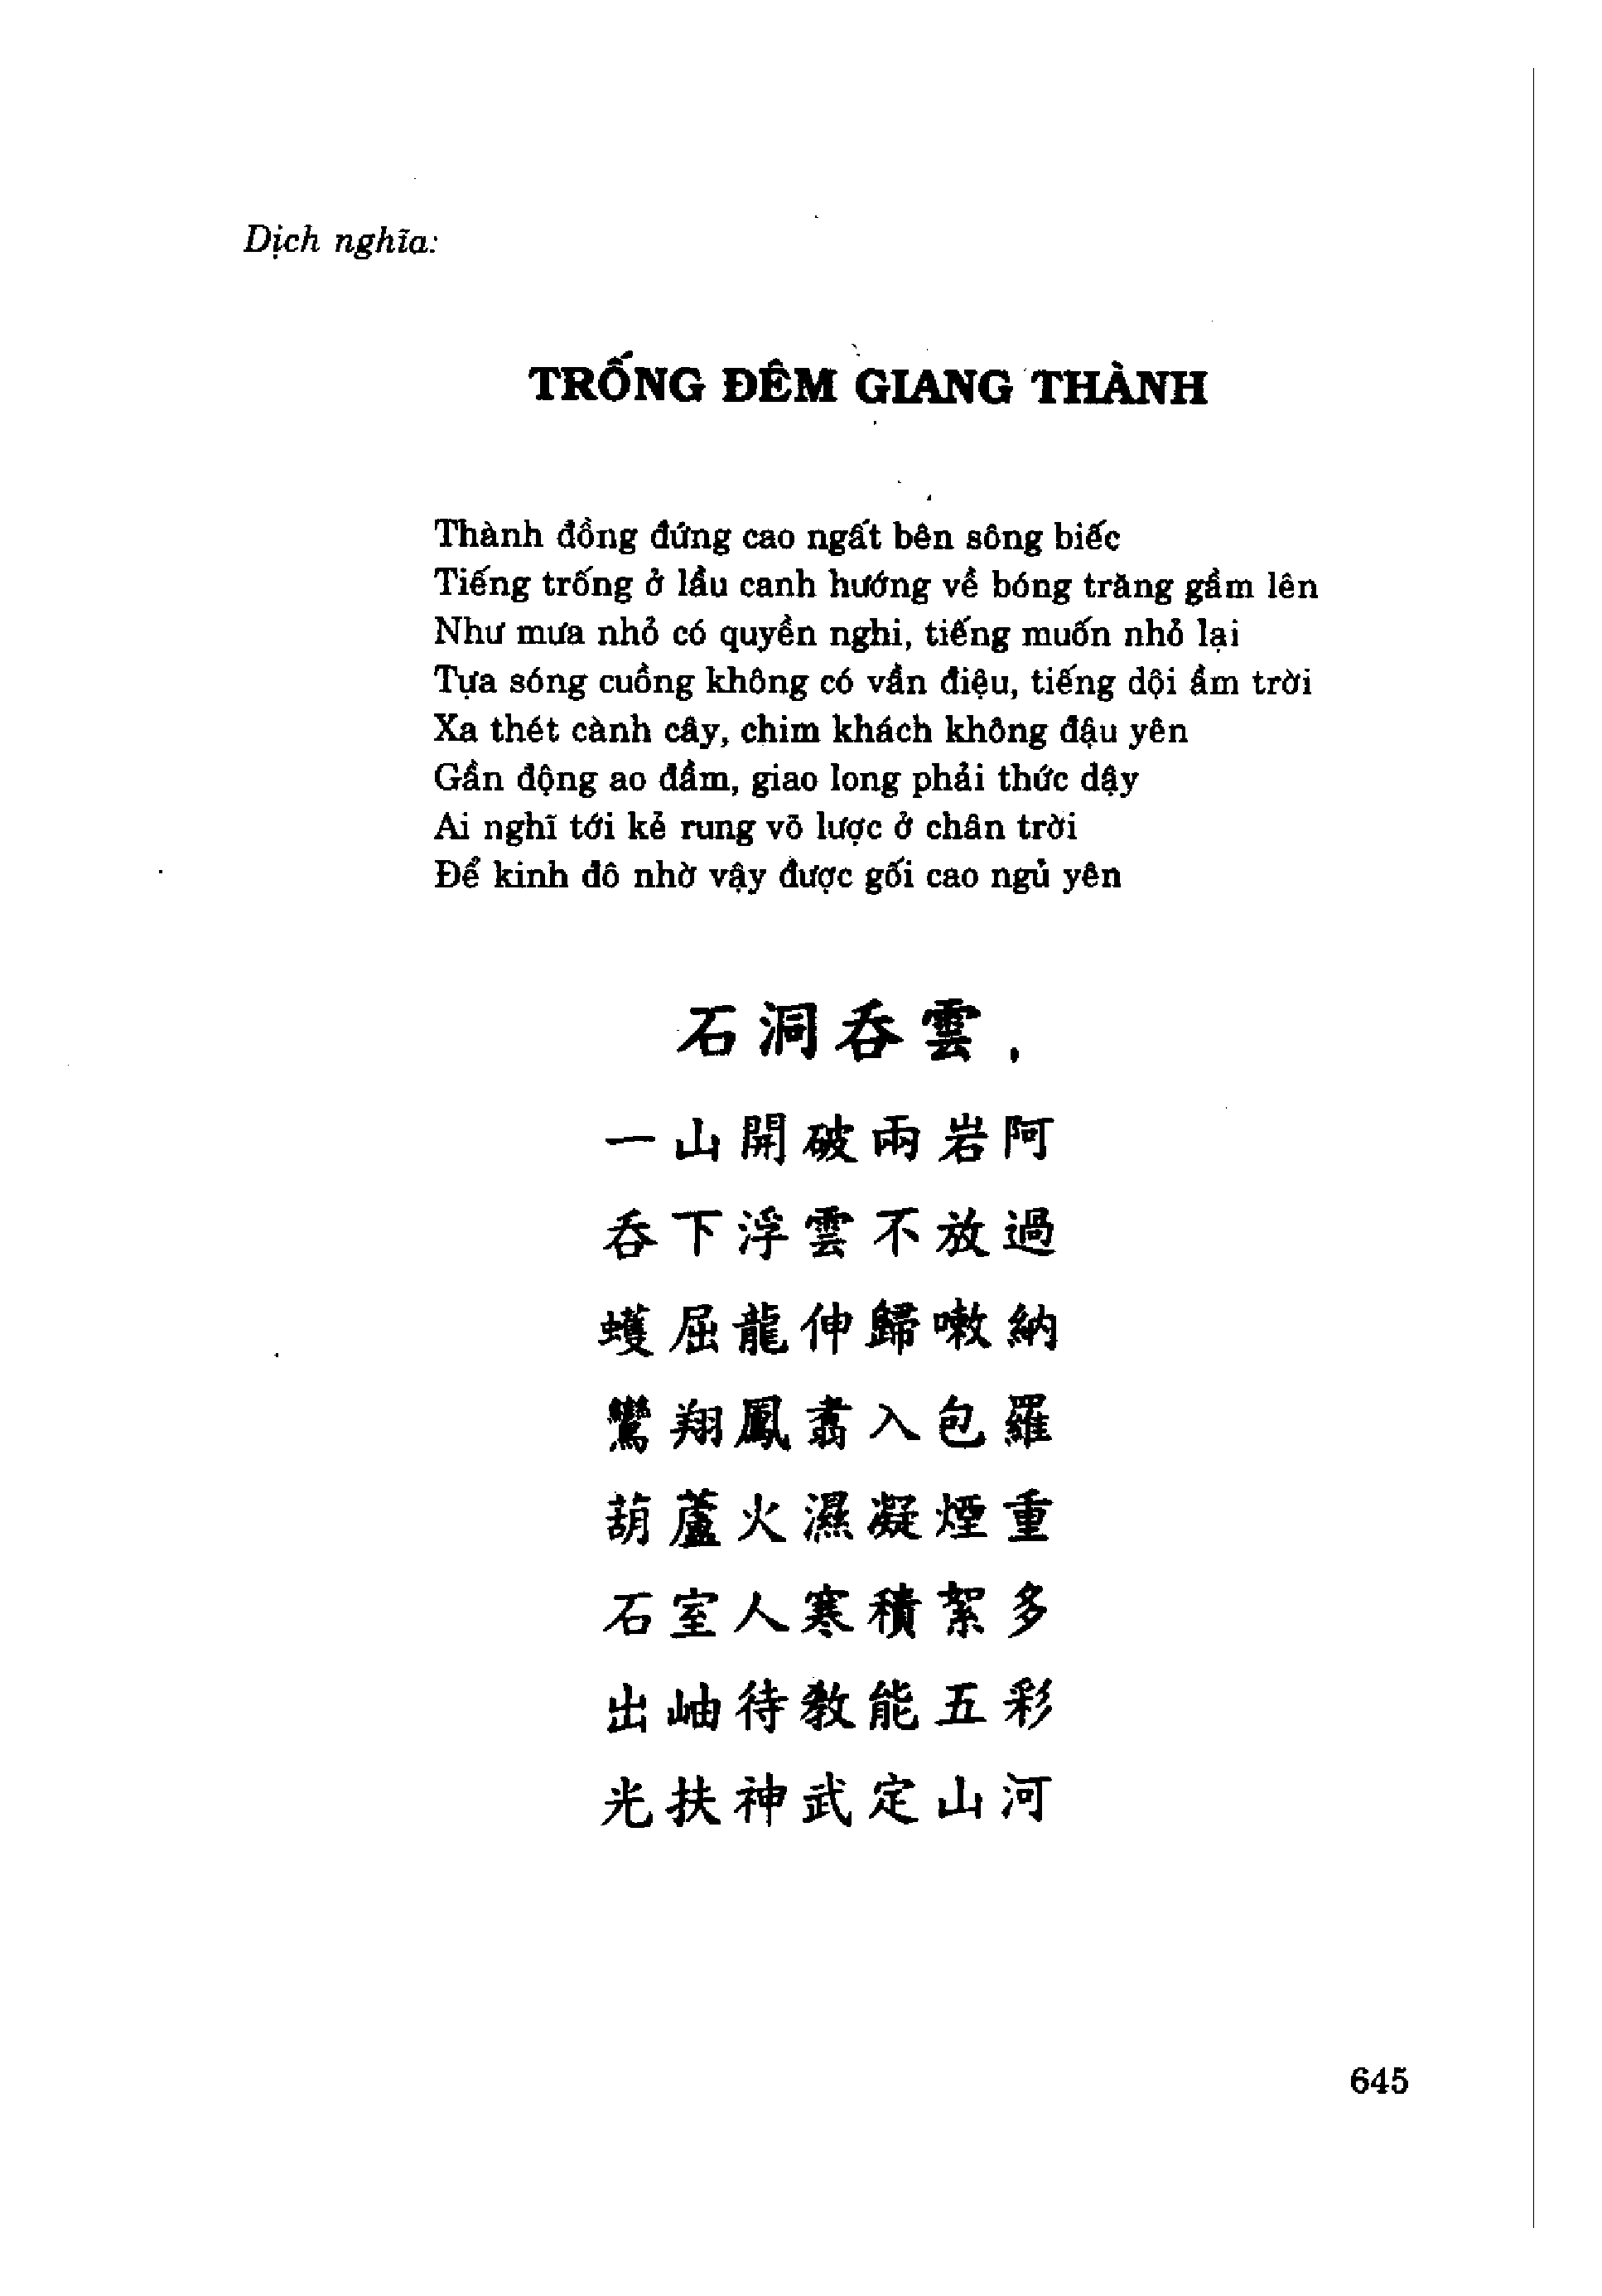 Dịch nghĩa:
TRỐNG ĐÊM GIANG THÀNH
Thành đồng đứng cao ngất bên sông biếc
Tiếng trống ở lầu canh hướng về bóng trăng gầm lên
Như mưa nhỏ có quyền nghi, tiếng muốn nhỏ lại
Tựa sóng cuồng không có vần điệu, tiếng dội ầm trời
Xa thét cành cây, chim khách không đậu yên
Gần động ao đầm, giao long phải thức dậy
Ai nghĩ tới kẻ rung võ lược ở chân trời
Để kinh đô nhờ vậy được gối cao ngủ yên
石洞呑雲
一山開破兩岩阿
呑下浮雲不放過
蠖屈龍伸歸嗽納
鸞翔鳳翥入包羅
葫蘆火濕凝煙重
石室人寒積絮多
出岫待教能五彩
光扶神武定山河
645